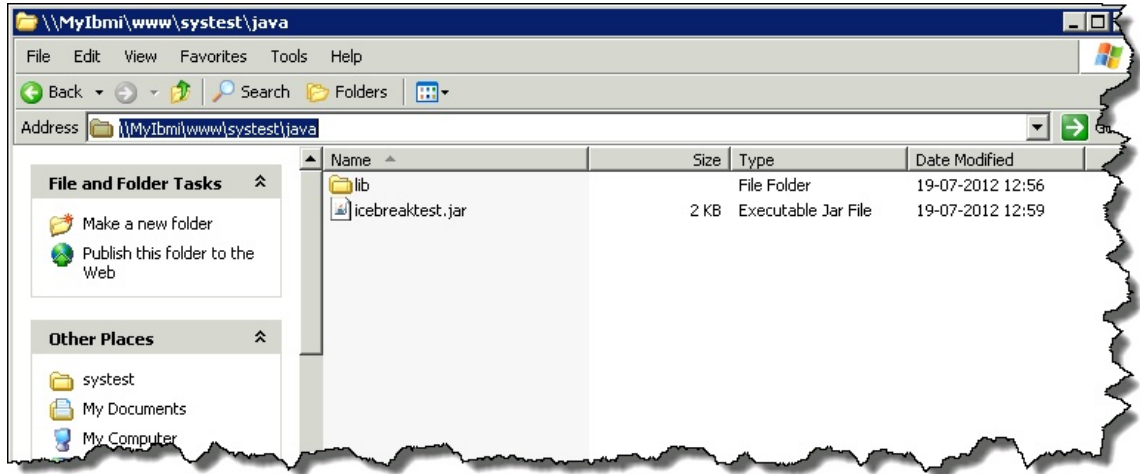 \\MyIbmi\www\systest\java
File Edit View Favorites Tools Help
Back Search Folders
Address \\MyIbmi\www\systest\java
Name Size Type Date Modified
File and Folder Tasks
lib File Folder 19-07-2012 12:56
icebreaktest.jar 2 KB Executable Jar File 19-07-2012 12:59
Make a new folder
Publish this folder to the
Web
Other Places
systest
My Documents
My Computer